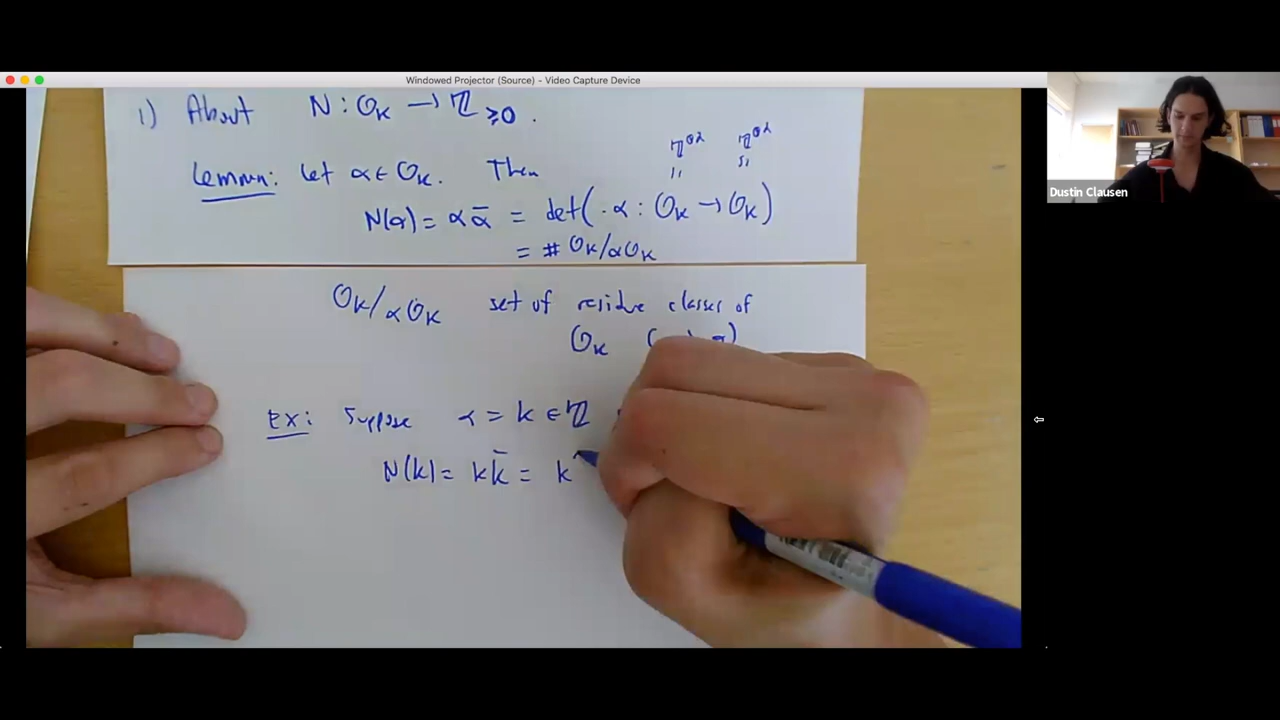 Windowed Projector (Source) - Video Capture Device
Dustin Clausen
1) About N : O_K → ℤ_≥0 .
Lemma: Let α ∈ O_K. Then
ℤ^⊕2 ℤ^⊕2
N(α) = αᾱ = det(·α : O_K → O_K)
= # O_K/αO_K
O_K/αO_K set of residue classes of
O_K
Ex: Suppose α = k ∈ ℤ
N(k) = kk̄ = k